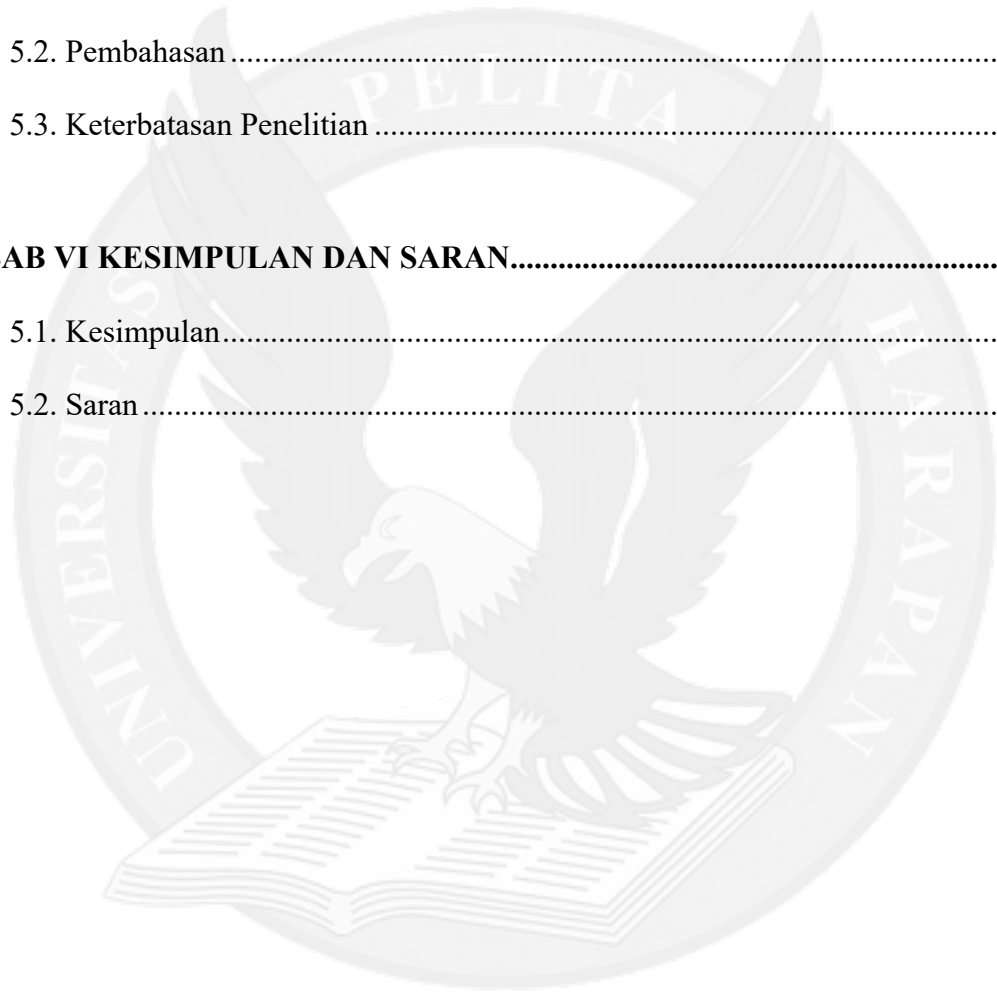 5.2. Pembahasan ..........................................................................................
5.3. Keterbatasan Penelitian ..........................................................................
AB VI KESIMPULAN DAN SARAN..........................................................
5.1. Kesimpulan..........................................................................................
5.2. Saran ..........................................................................................
UNIVERSITAS PELITA HARAPAN